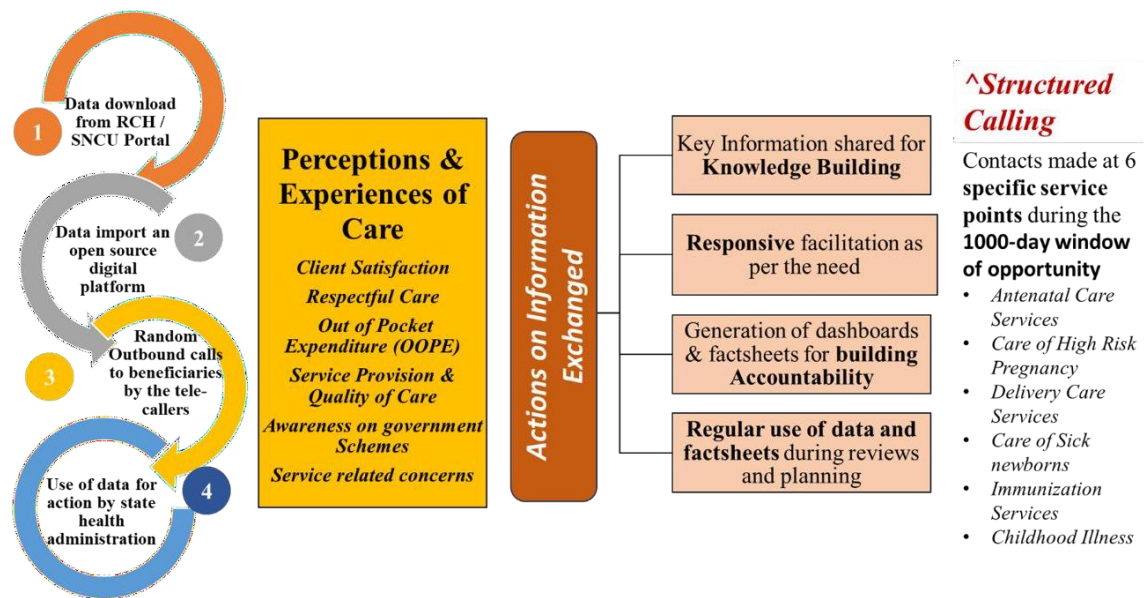 1
Data download
from RCH /
SNCU Portal
2
Data import an
open source
digital
platform
3
Random
Outbound calls
to beneficiaries
by the tele-
callers
4
Use of data for
action by state
health
administration
Perceptions &
Experiences of
Care
Client Satisfaction
Respectful Care
Out of Pocket
Expenditure (OOPE)
Service Provision &
Quality of Care
Awareness on government
Schemes
Service related concerns
Actions on Information
Exchanged
Key Information shared for
Knowledge Building
Responsive facilitation as
per the need
Generation of dashboards
& factsheets for building
Accountability
Regular use of data and
factsheets during reviews
and planning
^Structured
Calling
Contacts made at 6
specific service
points during the
1000-day window
of opportunity
• Antenatal Care
Services
• Care of High Risk
Pregnancy
• Delivery Care
Services
• Care of Sick
newborns
• Immunization
Services
• Childhood Illness